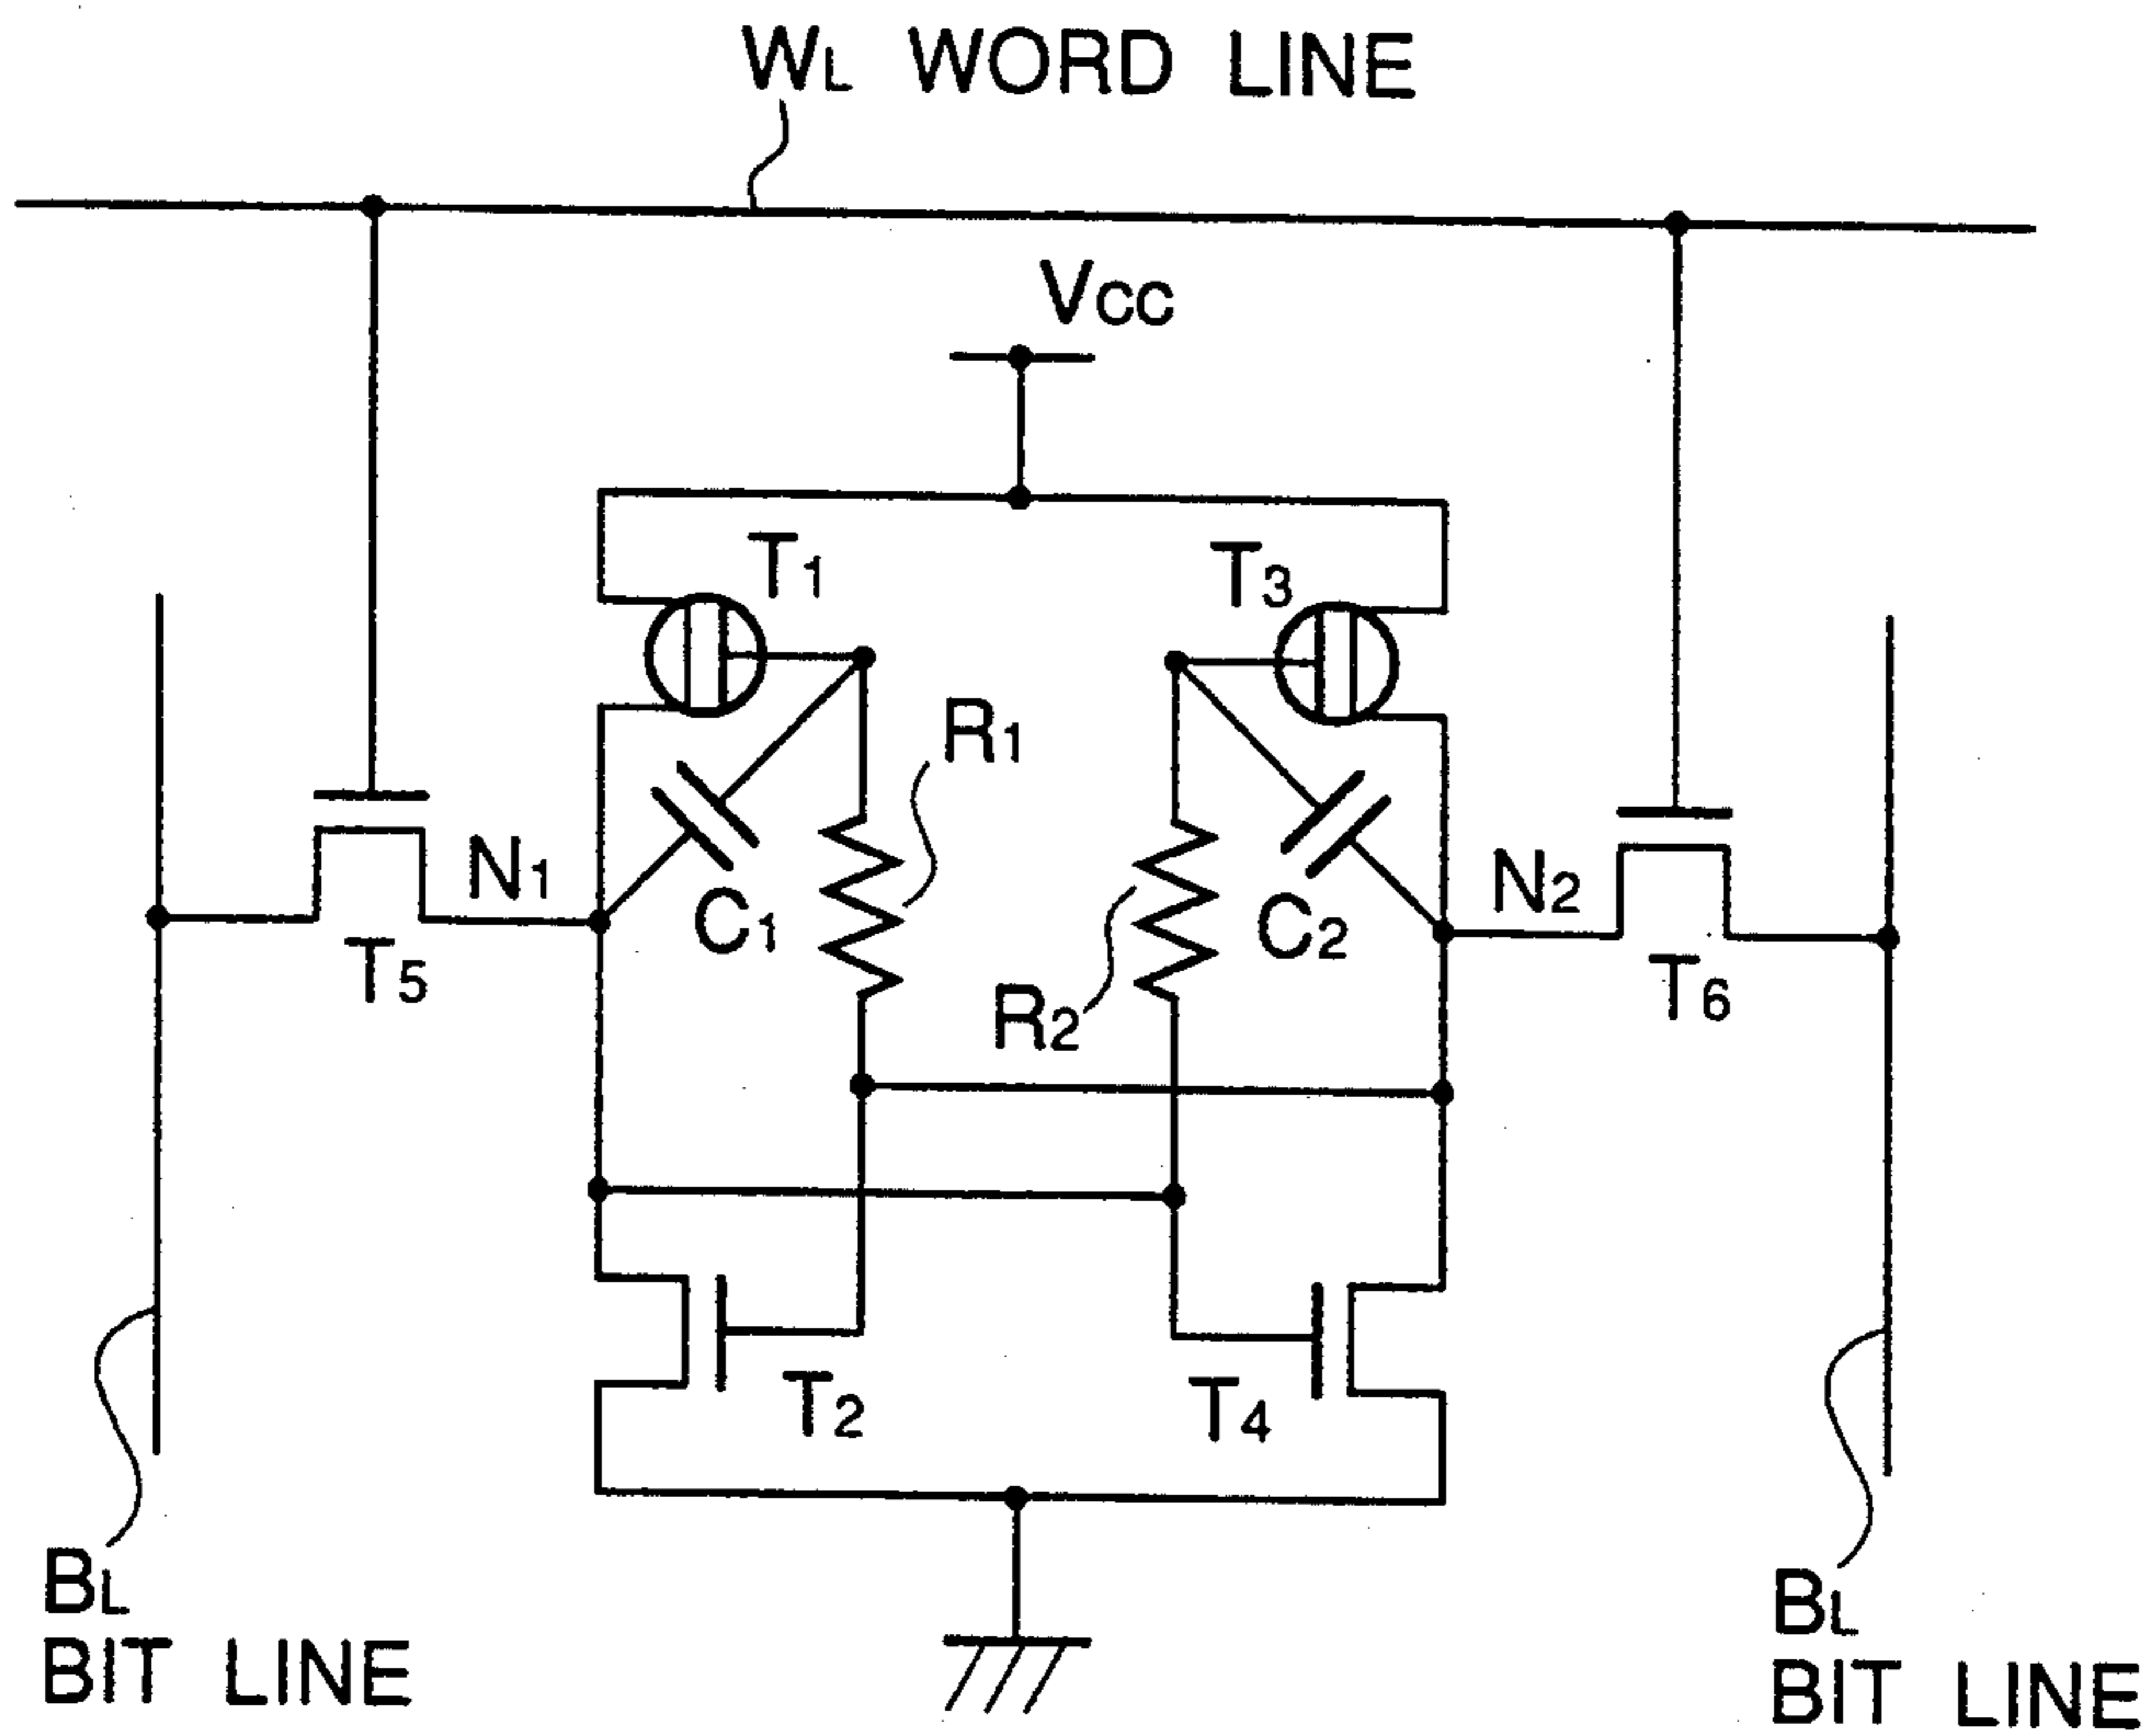 WL WORD LINE
Vcc
T1
T3
R1
N1
C1
C2
N2
T5
R2
T6
T2
T4
BL
BIT LINE
BL
BIT LINE